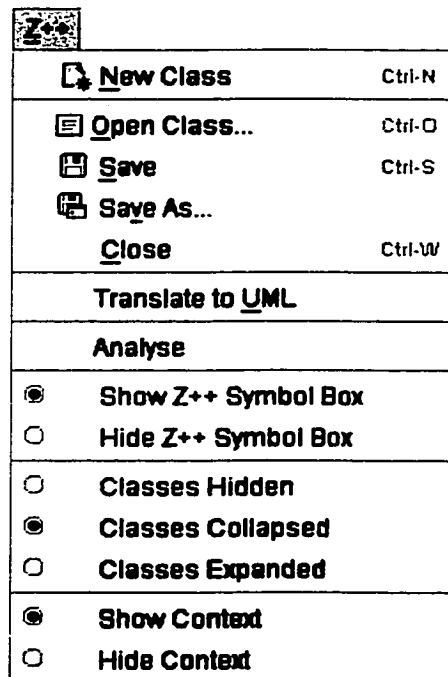 Z++
New Class Ctrl-N
Open Class... Ctrl-O
Save Ctrl-S
Save As...
Close Ctrl-W
Translate to UML
Analyse
Show Z++ Symbol Box
Hide Z++ Symbol Box
Classes Hidden
Classes Collapsed
Classes Expanded
Show Context
Hide Context